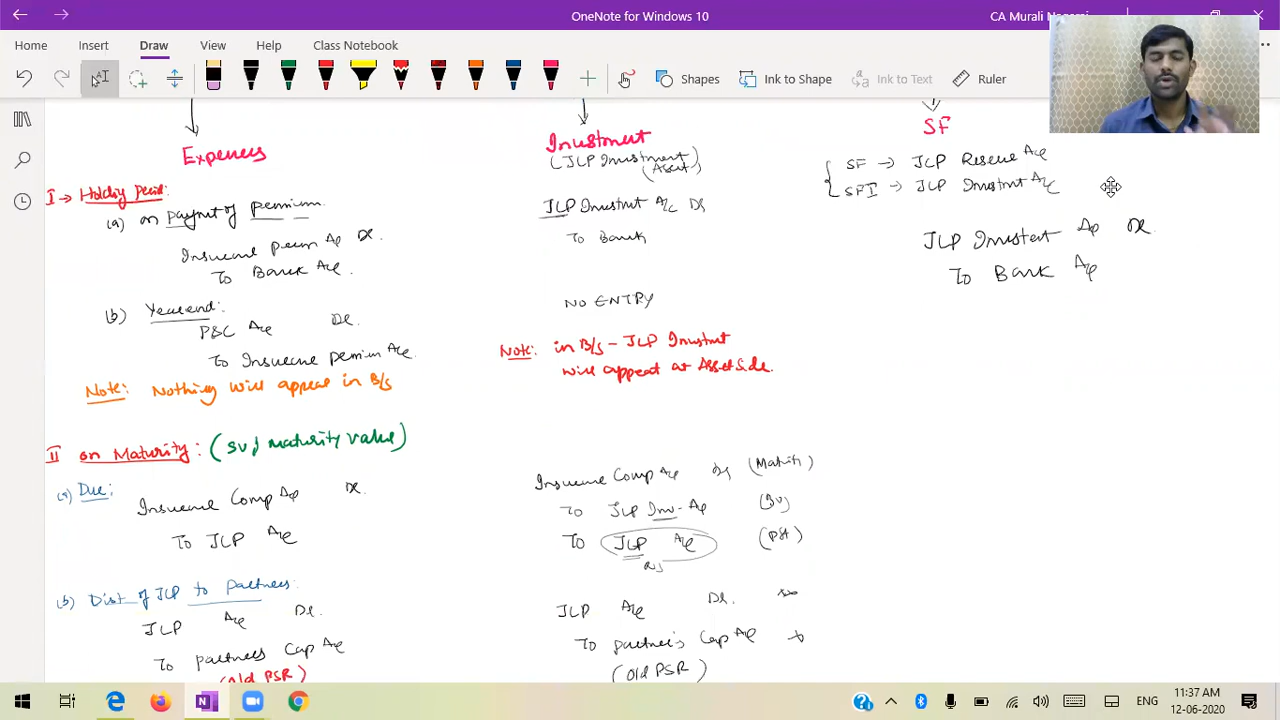 OneNote for Windows 10
CA Murali N
Home Insert Draw View Help Class Notebook
Shapes Ink to Shape Ink to Text Ruler
Expenses
Investment
(JLP Investment)
(Asset)
SF
SF → JLP Reserve A/c
SFI → JLP Investment A/c
I → Holding period:
(a) on payment of premium
Insurance premium A/c Dr.
To Bank A/c.
JLP Investment A/c Dr
To Bank
JLP Investment A/c Dr.
To Bank A/c
(b) Year end:
P&L A/c Dr.
To Insurance premium A/c.
Note: Nothing will appear in B/s
NO ENTRY
Note: in B/s - JLP Investment
will appear at Asset Side.
II on Maturity: (SV / maturity value)
(a) Due:
Insurance Comp A/c Dr.
To JLP A/c
Insurance Comp A/c Dr
To JLP Inv. A/c (BV)
To JLP A/c
(b) Dist of JLP to Partners:
JLP A/c Dr.
To partners Cap A/c
(Old PSR)
JLP A/c Dr.
To partner's Cap A/c
(Old PSR)
ENG
11:37 AM
12-06-2020